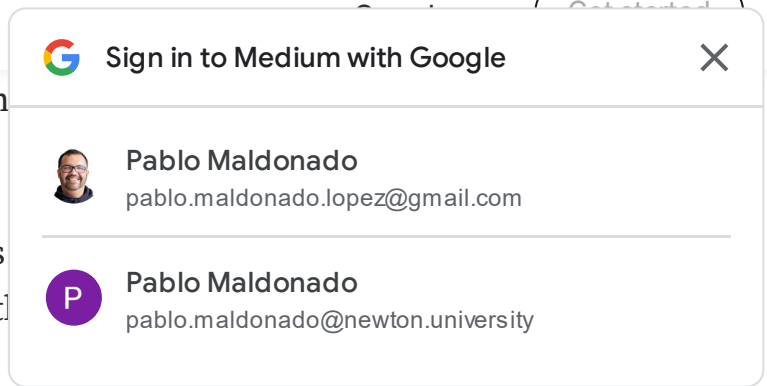 Sign in to Medium with Google
Pablo Maldonado
pablo.maldonado.lopez@gmail.com
P
Pablo Maldonado
pablo.maldonado@newton.university